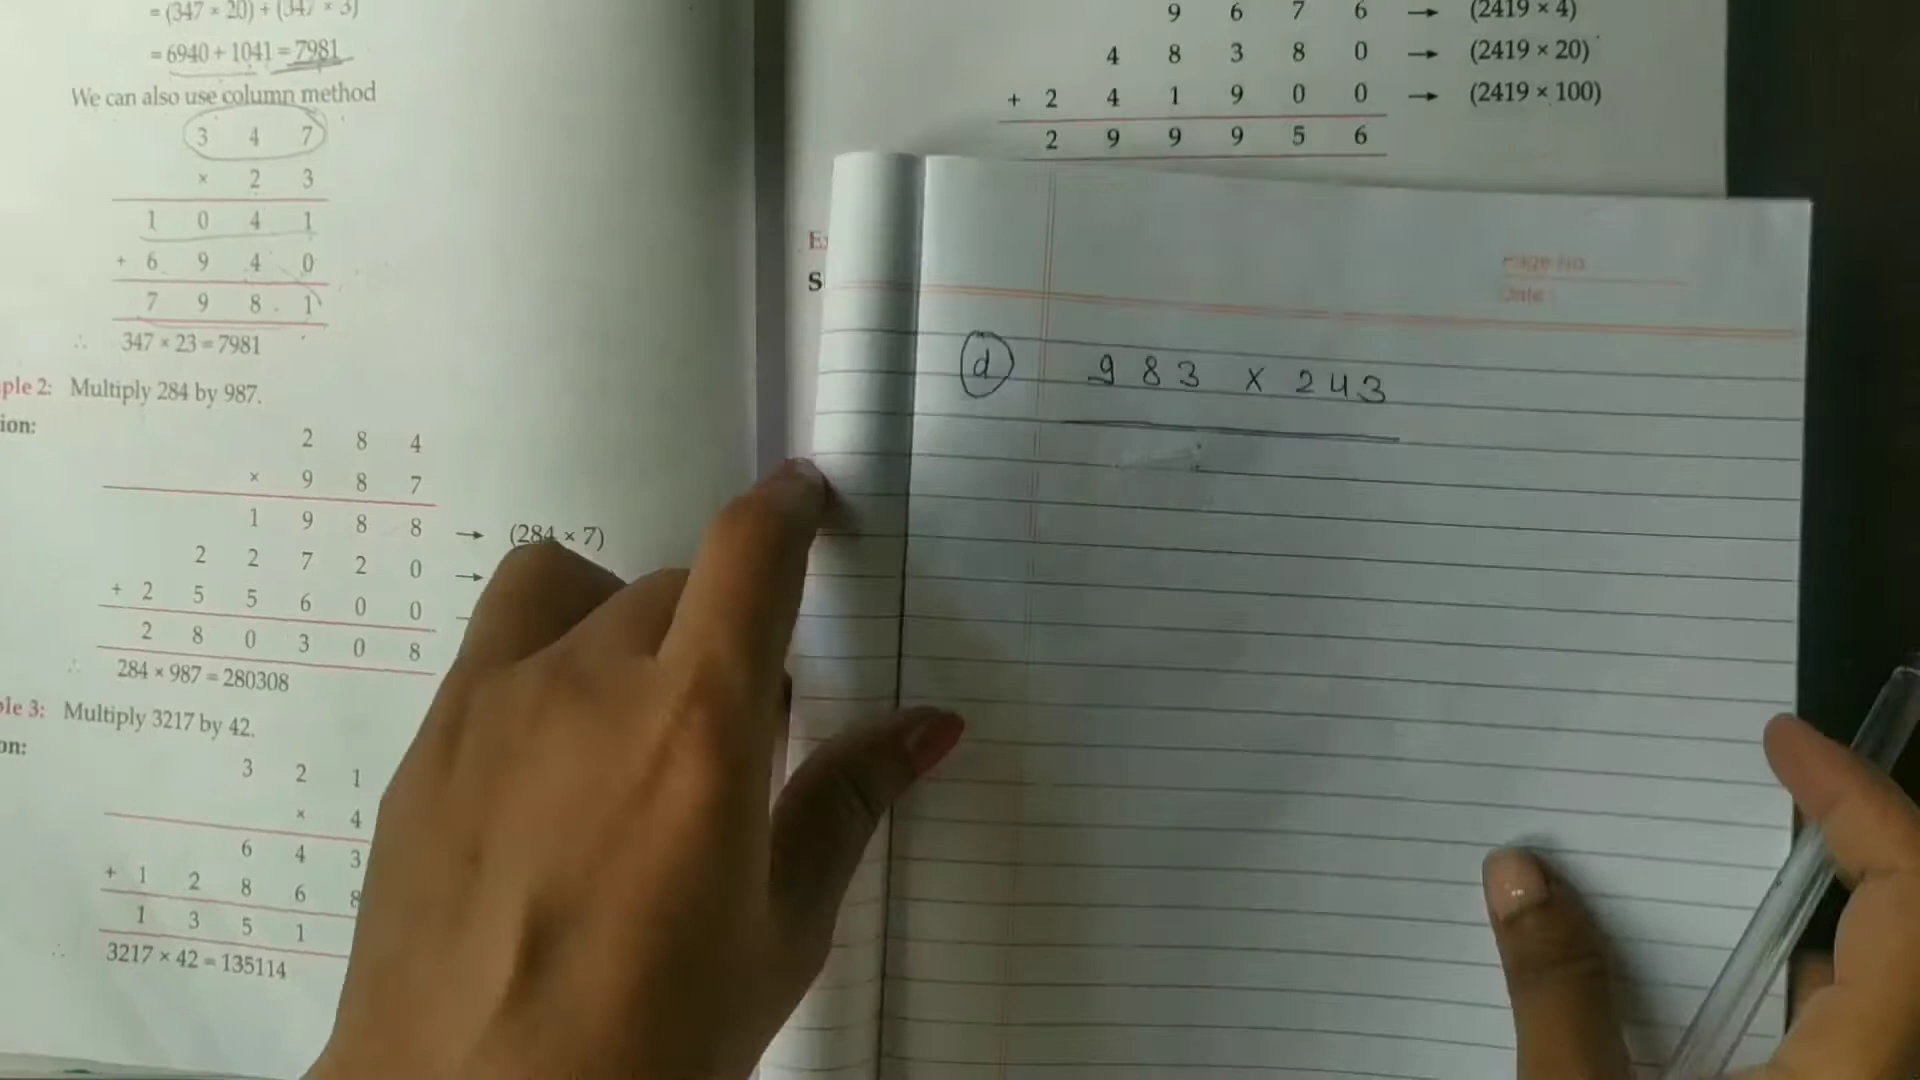 = (347 × 20) + (347 × 3)
= 6940 + 1041 = 7981
We can also use column method
3 4 7
× 2 3
1 0 4 1
+ 6 9 4 0
7 9 8 1
∴ 347 × 23 = 7981
ple 2: Multiply 284 by 987.
ion:
2 8 4
× 9 8 7
1 9 8 8 → (284 × 7)
2 2 7 2 0 →
+ 2 5 5 6 0 0
2 8 0 3 0 8
∴ 284 × 987 = 280308
ple 3: Multiply 3217 by 42.
on:
3 2 1
× 4
6 4 3
+ 1 2 8 6 8
1 3 5 1
∴ 3217 × 42 = 135114
9 6 7 6 → (2419 × 4)
4 8 3 8 0 → (2419 × 20)
+ 2 4 1 9 0 0 → (2419 × 100)
2 9 9 9 5 6
Ex
S
Page No
Date :
d 983 × 243